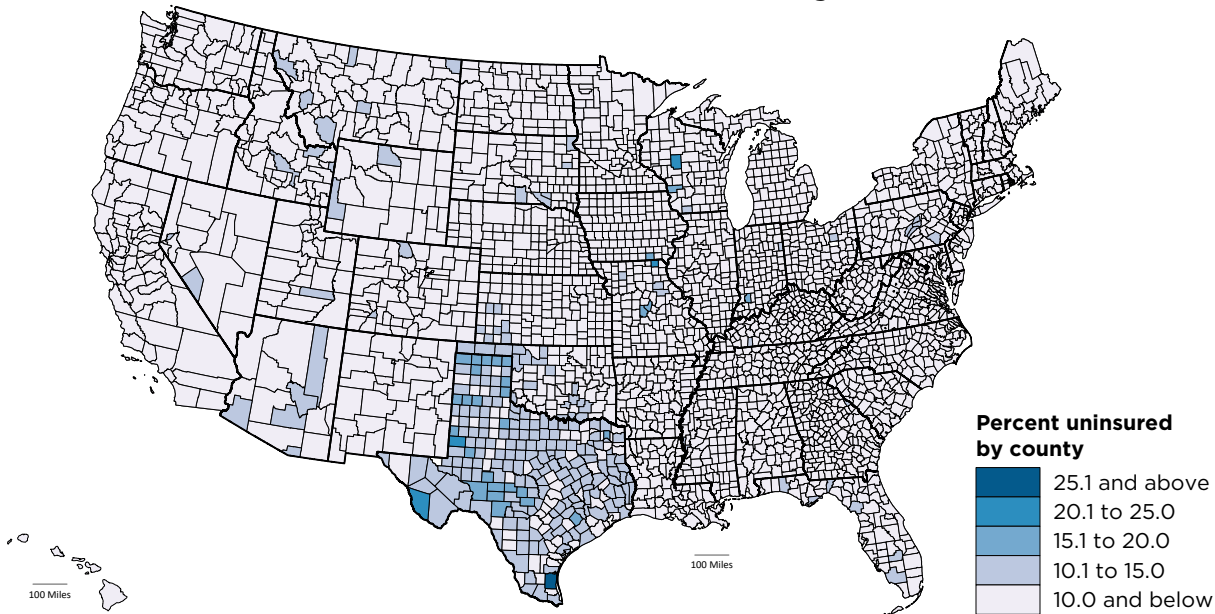 Percent uninsured
by county
25.1 and above
20.1 to 25.0
15.1 to 20.0
10.1 to 15.0
10.0 and below
100 Miles
100 Miles